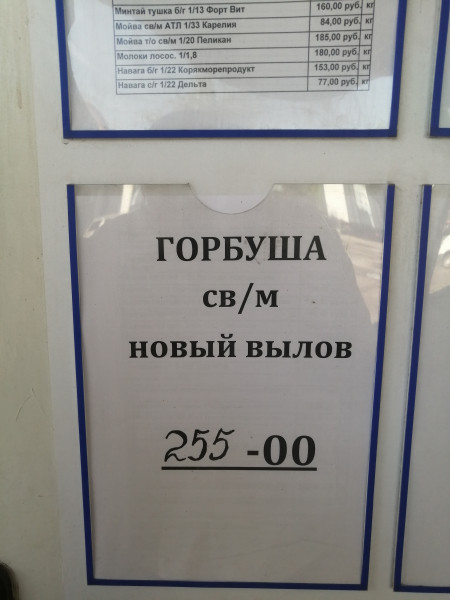 Минтай тушка б/г 1/13 Форт Вит 160,00 руб. кг
Мойва св/м АТЛ 1/33 Карелия 84,00 руб. кг
Мойва т/о св/м 1/20 Пеликан 185,00 руб. кг
Молоки лосос. 1/1,8 180,00 руб. кг
Навага б/г 1/22 Корякморепродукт 153,00 руб. кг
Навага с/г 1/22 Дельта 77,00 руб. кг
ГОРБУША
св/м
НОВЫЙ ВЫЛОВ
255-00